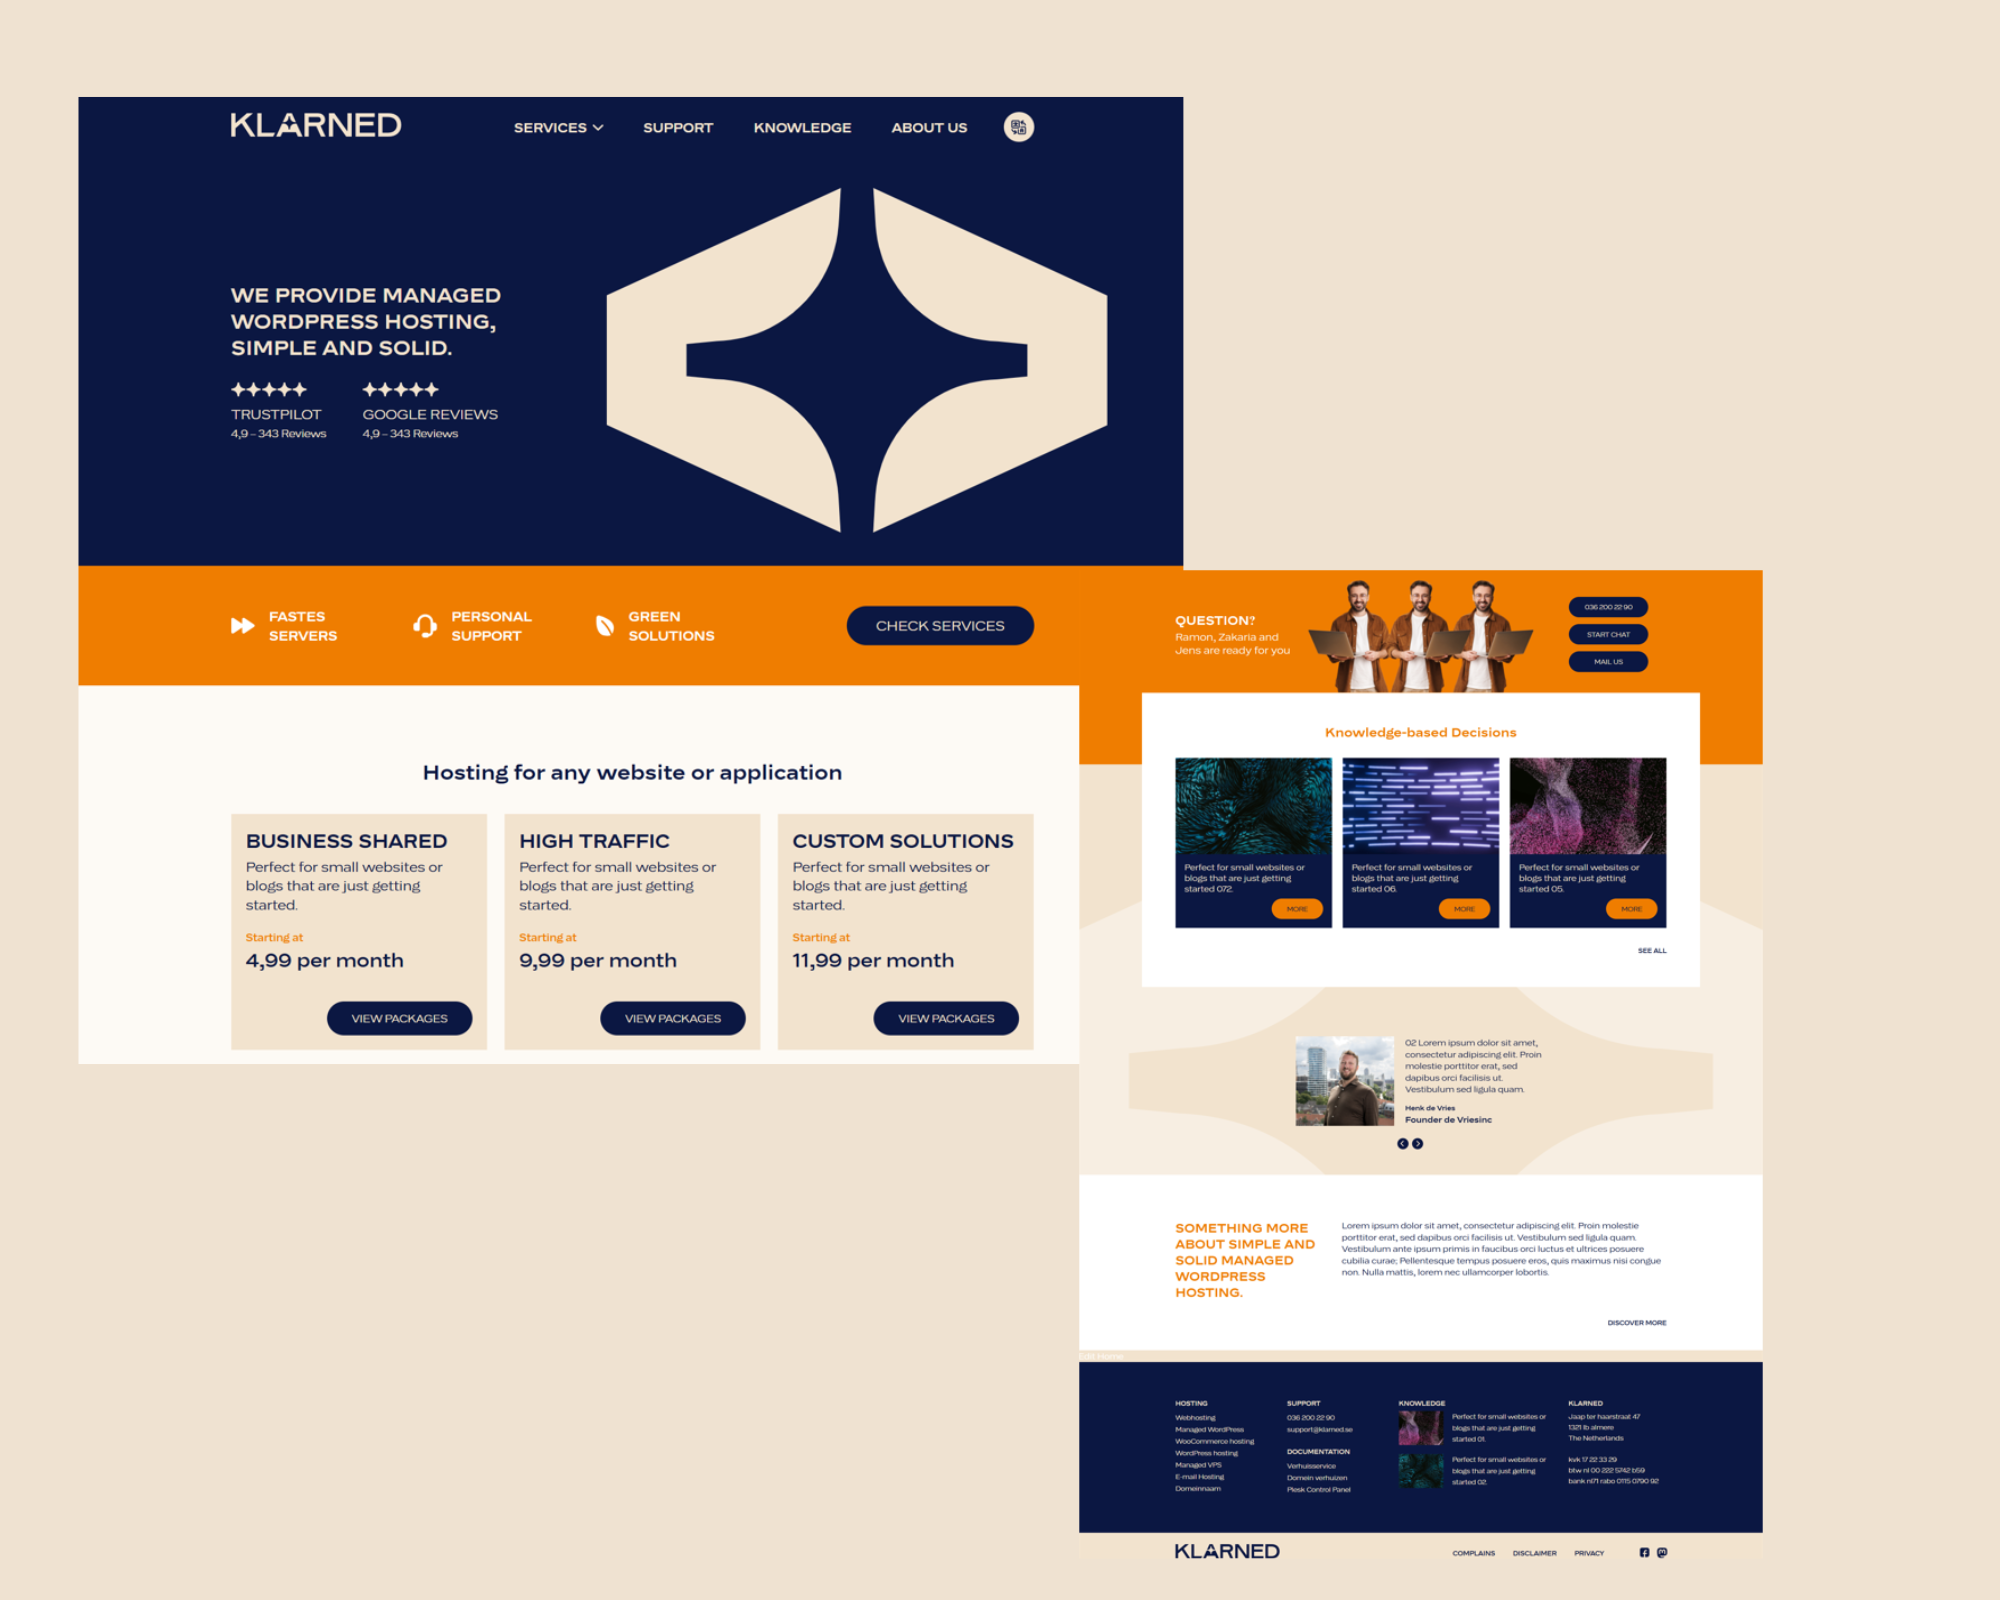 KLARNED
SERVICES
SUPPORT
KNOWLEDGE
ABOUT US
WE PROVIDE MANAGED
WORDPRESS HOSTING,
SIMPLE AND SOLID.
TRUSTPILOT
4,9 – 343 Reviews
GOOGLE REVIEWS
4,9 – 343 Reviews
FASTES
SERVERS
PERSONAL
SUPPORT
GREEN
SOLUTIONS
CHECK SERVICES
Hosting for any website or application
BUSINESS SHARED
Perfect for small websites or
blogs that are just getting
started.
Starting at
4,99 per month
VIEW PACKAGES
HIGH TRAFFIC
Perfect for small websites or
blogs that are just getting
started.
Starting at
9,99 per month
VIEW PACKAGES
CUSTOM SOLUTIONS
Perfect for small websites or
blogs that are just getting
started.
Starting at
11,99 per month
VIEW PACKAGES
QUESTION?
Ramon, Zakaria and
Jens are ready for you
036 200 22 90
START CHAT
MAIL US
Knowledge-based Decisions
Perfect for small websites or
blogs that are just getting
started 072.
MORE
Perfect for small websites or
blogs that are just getting
started 06.
MORE
Perfect for small websites or
blogs that are just getting
started 05.
MORE
SEE ALL
02 Lorem ipsum dolor sit amet,
consectetur adipiscing elit. Proin
molestie porttitor erat, sed
dapibus orci facilisis ut.
Vestibulum sed ligula quam.
Henk de Vries
Founder de Vriesinc
SOMETHING MORE
ABOUT SIMPLE AND
SOLID MANAGED
WORDPRESS
HOSTING.
Lorem ipsum dolor sit amet, consectetur adipiscing elit. Proin molestie
porttitor erat, sed dapibus orci facilisis ut. Vestibulum sed ligula quam.
Vestibulum ante ipsum primis in faucibus orci luctus et ultrices posuere
cubilia curae; Pellentesque tempus posuere eros, quis maximus nisi congue
non. Nulla mattis, lorem nec ullamcorper lobortis.
DISCOVER MORE
Edit Home
HOSTING
Webhosting
Managed WordPress
WooCommerce hosting
WordPress hosting
Managed VPS
E-mail Hosting
Domeinnaam
SUPPORT
036 200 22 90
support@klarned.se
DOCUMENTATION
Verhuisservice
Domein verhuizen
Plesk Control Panel
KNOWLEDGE
Perfect for small websites or
blogs that are just getting
started 01.
Perfect for small websites or
blogs that are just getting
started 02.
KLARNED
Jaap ter haarstraat 47
1321 lb almere
The Netherlands
kvk 17 22 33 29
btw nl 00 222 5742 b59
bank nl71 rabo 0115 0790 92
KLARNED
COMPLAINS
DISCLAIMER
PRIVACY